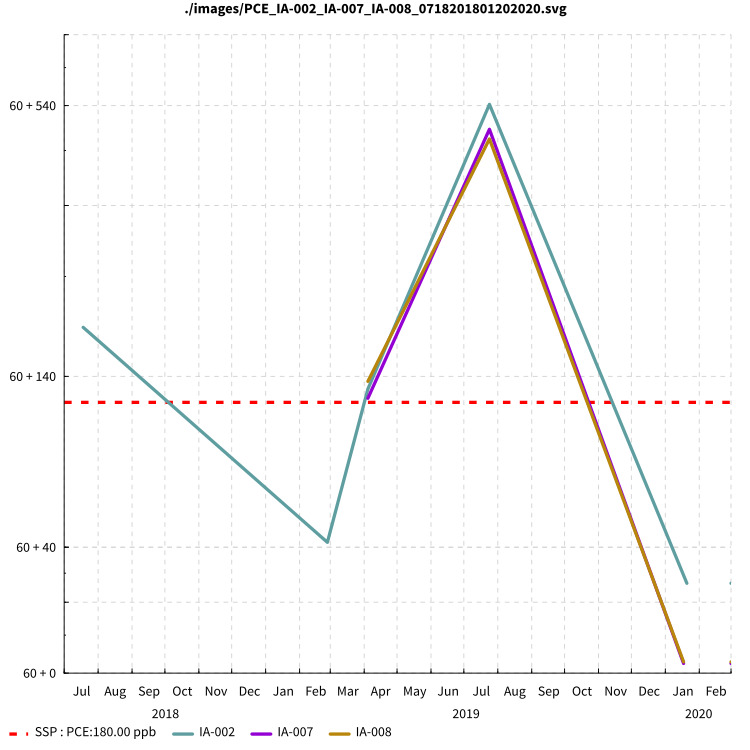 ./images/PCE_IA-002_IA-007_IA-008_0718201801202020.svg
60 + 540
60 + 140
60 + 40
60 + 0
Jul Aug Sep Oct Nov Dec Jan Feb Mar Apr May Jun Jul Aug Sep Oct Nov Dec Jan Feb
2018 2019 2020
SSP : PCE:180.00 ppb IA-002 IA-007 IA-008